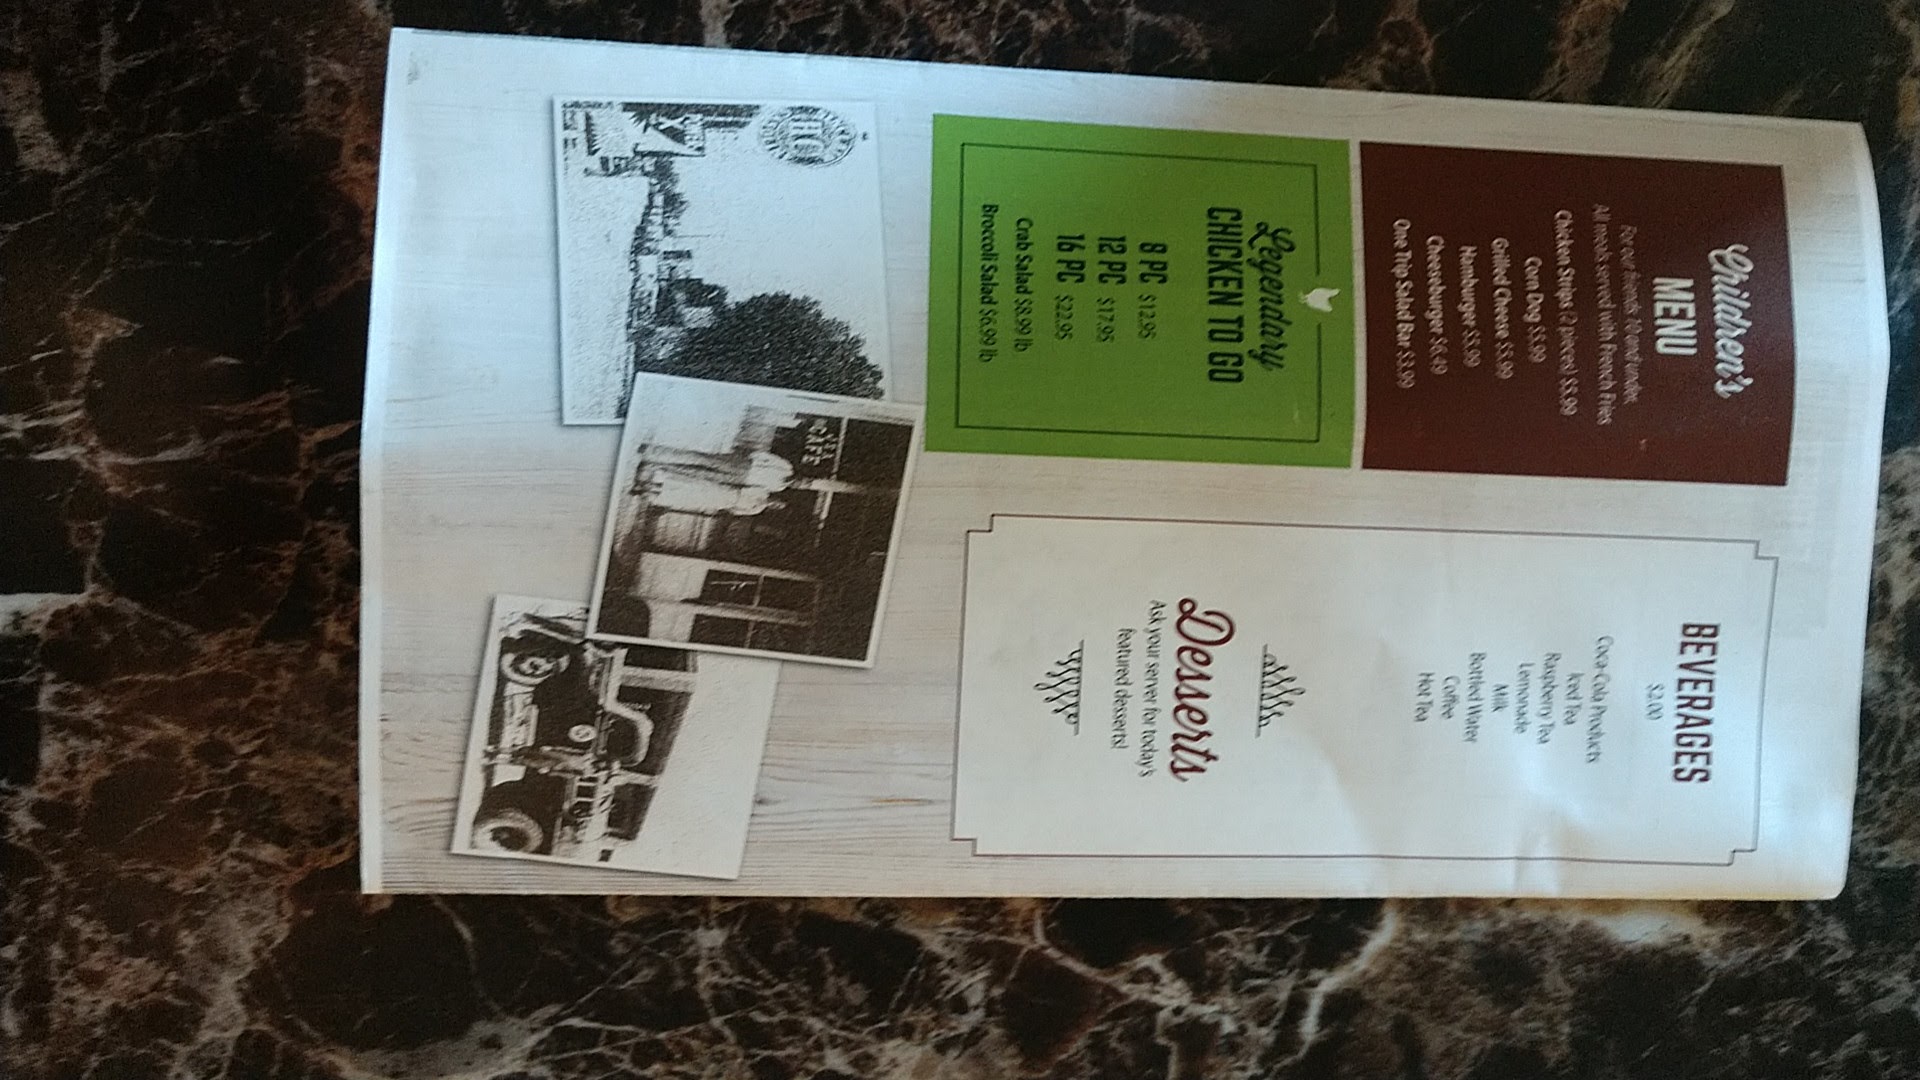 Children's
MENU
For our friends 10 and under.
All meals served with French Fries
Chicken Strips (2 pieces) $5.99
Corn Dog $5.99
Grilled Cheese $5.99
Hamburger $5.99
Cheeseburger $6.49
One Trip Salad Bar $3.99
Legendary
CHICKEN TO GO
8 PC $12.95
12 PC $17.95
16 PC $22.95
Crab Salad $8.99 lb
Broccoli Salad $6.99 lb
BEVERAGES
$2.00
Coca-Cola Products
Iced Tea
Raspberry Tea
Lemonade
Milk
Bottled Water
Coffee
Hot Tea
Desserts
Ask your server for today's
featured desserts!
CAFE